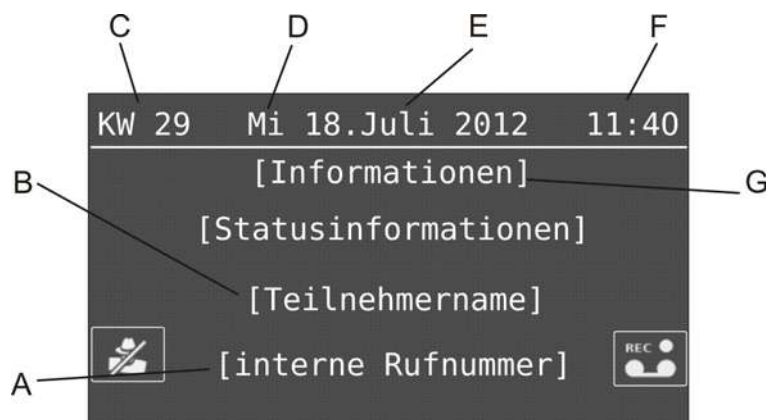 C D E F
KW 29 Mi 18.Juli 2012 11:40
[Informationen]
G
[Statusinformationen]
B
[Teilnehmername]
REC
[interne Rufnummer]
A